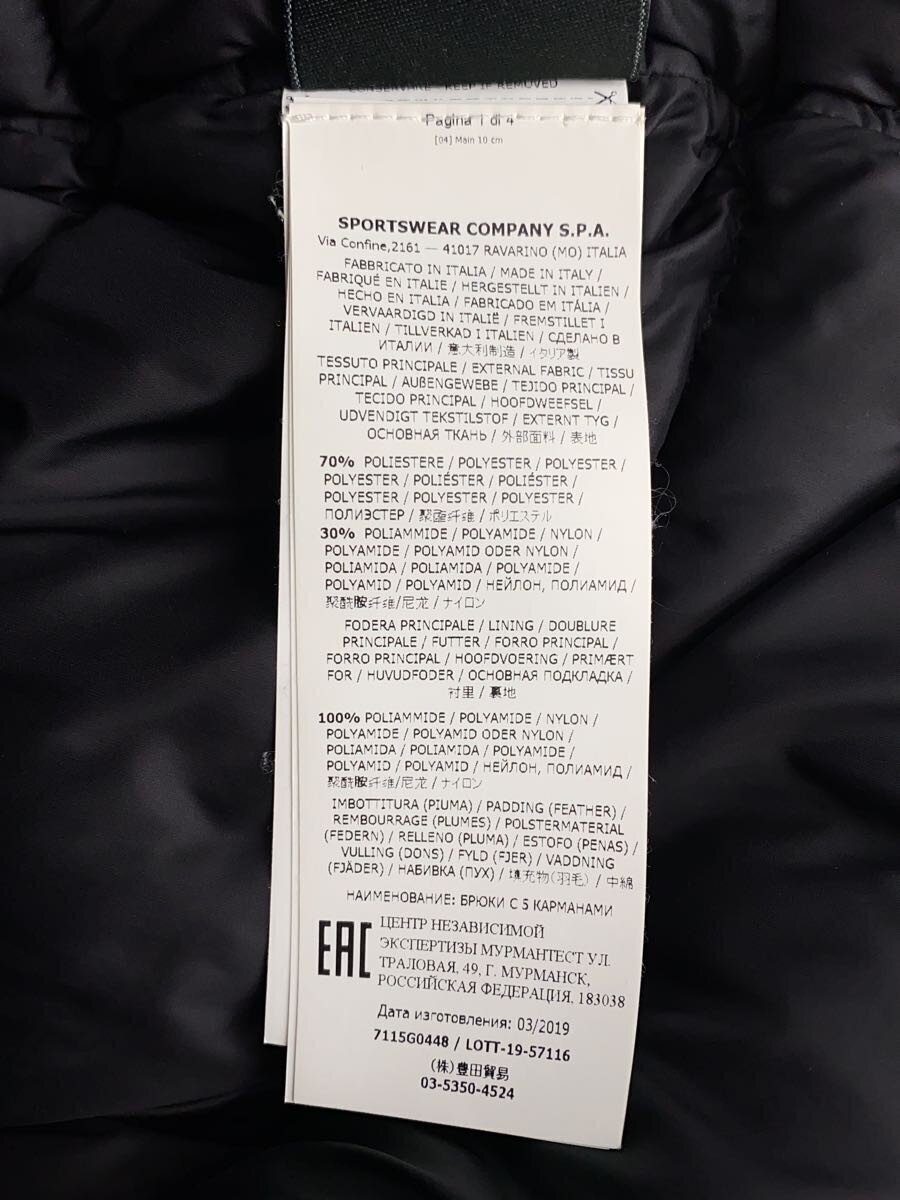 CONSERVARE - KEEP IF REMOVED
Pagina 1 di 4
[04] Main 10 cm
SPORTSWEAR COMPANY S.P.A.
Via Confine,2161 — 41017 RAVARINO (MO) ITALIA
FABBRICATO IN ITALIA / MADE IN ITALY /
FABRIQUÉ EN ITALIE / HERGESTELLT IN ITALIEN /
HECHO EN ITALIA / FABRICADO EM ITÁLIA /
VERVAARDIGD IN ITALIË / FREMSTILLET I
ITALIEN / TILLVERKAD I ITALIEN / СДЕЛАНО В
ИТАЛИИ / 意大利制造 / イタリア製
TESSUTO PRINCIPALE / EXTERNAL FABRIC / TISSU
PRINCIPAL / AUßENGEWEBE / TEJIDO PRINCIPAL /
TECIDO PRINCIPAL / HOOFDWEEFSEL /
UDVENDIGT TEKSTILSTOF / EXTERNT TYG /
ОСНОВНАЯ ТКАНЬ / 外部面料 / 表地
70% POLIESTERE / POLYESTER / POLYESTER /
POLYESTER / POLIÉSTER / POLIÉSTER /
POLYESTER / POLYESTER / POLYESTER /
ПОЛИЭСТЕР / 聚酯纤维 / ポリエステル
30% POLIAMMIDE / POLYAMIDE / NYLON /
POLYAMIDE / POLYAMID ODER NYLON /
POLIAMIDA / POLIAMIDA / POLYAMIDE /
POLYAMID / POLYAMID / НЕЙЛОН, ПОЛИАМИД /
聚酰胺纤维/尼龙 / ナイロン
FODERA PRINCIPALE / LINING / DOUBLURE
PRINCIPALE / FUTTER / FORRO PRINCIPAL /
FORRO PRINCIPAL / HOOFDVOERING / PRIMÆRT
FOR / HUVUDFODER / ОСНОВНАЯ ПОДКЛАДКА /
衬里 / 裏地
100% POLIAMMIDE / POLYAMIDE / NYLON /
POLYAMIDE / POLYAMID ODER NYLON /
POLIAMIDA / POLIAMIDA / POLYAMIDE /
POLYAMID / POLYAMID / НЕЙЛОН, ПОЛИАМИД /
聚酰胺纤维/尼龙 / ナイロン
IMBOTTITURA (PIUMA) / PADDING (FEATHER) /
REMBOURRAGE (PLUMES) / POLSTERMATERIAL
(FEDERN) / RELLENO (PLUMA) / ESTOFO (PENAS) /
VULLING (DONS) / FYLD (FJER) / VADDNING
(FJÄDER) / НАБИВКА (ПУХ) / 填充物(羽毛) / 中綿
НАИМЕНОВАНИЕ: БРЮКИ С 5 КАРМАНАМИ
EAC ЦЕНТР НЕЗАВИСИМОЙ
ЭКСПЕРТИЗЫ МУРМАНТЕСТ УЛ.
ТРАЛОВАЯ, 49, Г. МУРМАНСК,
РОССИЙСКАЯ ФЕДЕРАЦИЯ, 183038
Дата изготовления: 03/2019
7115G0448 / LOTT-19-57116
(株)豊田貿易
03-5350-4524